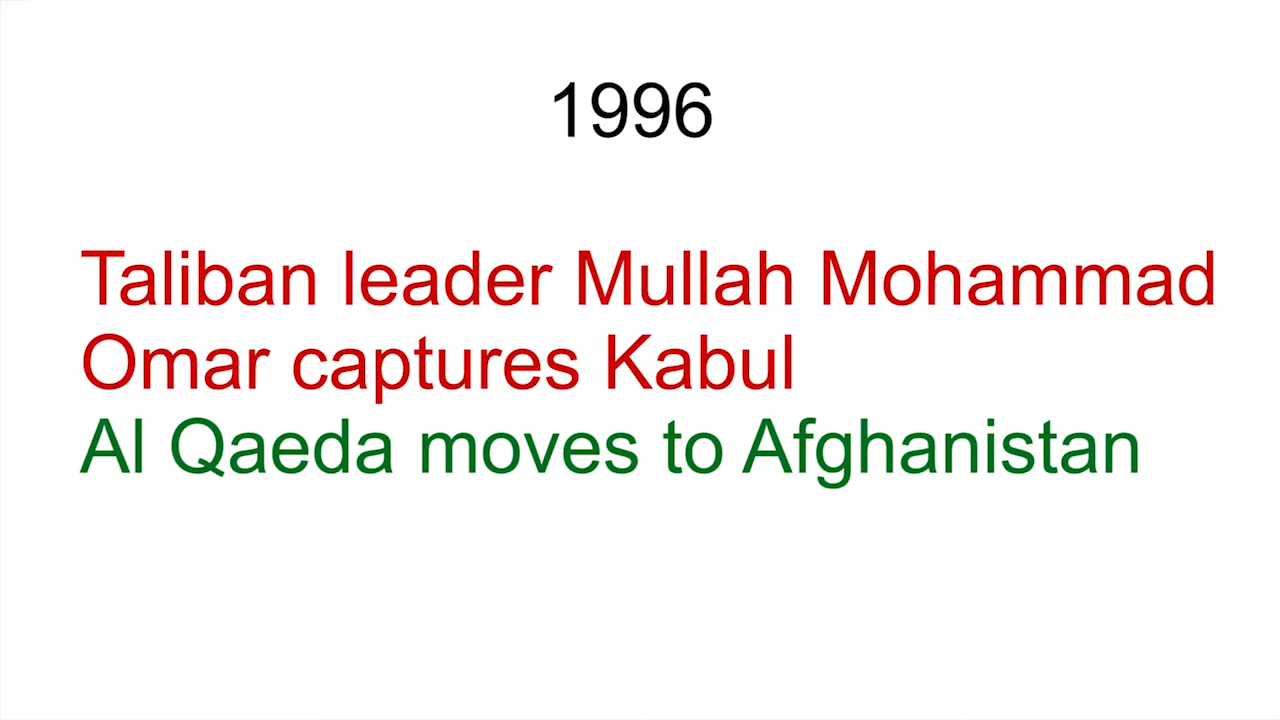 1996
Taliban leader Mullah Mohammad
Omar captures Kabul
Al Qaeda moves to Afghanistan